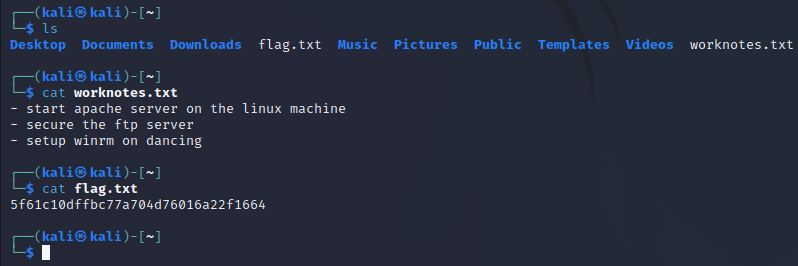 ┌──(kali㉿kali)-[~]
└─$ ls
Desktop  Documents  Downloads  flag.txt  Music  Pictures  Public  Templates  Videos  worknotes.txt
┌──(kali㉿kali)-[~]
└─$ cat worknotes.txt
- start apache server on the linux machine
- secure the ftp server
- setup winrm on dancing
┌──(kali㉿kali)-[~]
└─$ cat flag.txt
5f61c10dffbc77a704d76016a22f1664
┌──(kali㉿kali)-[~]
└─$